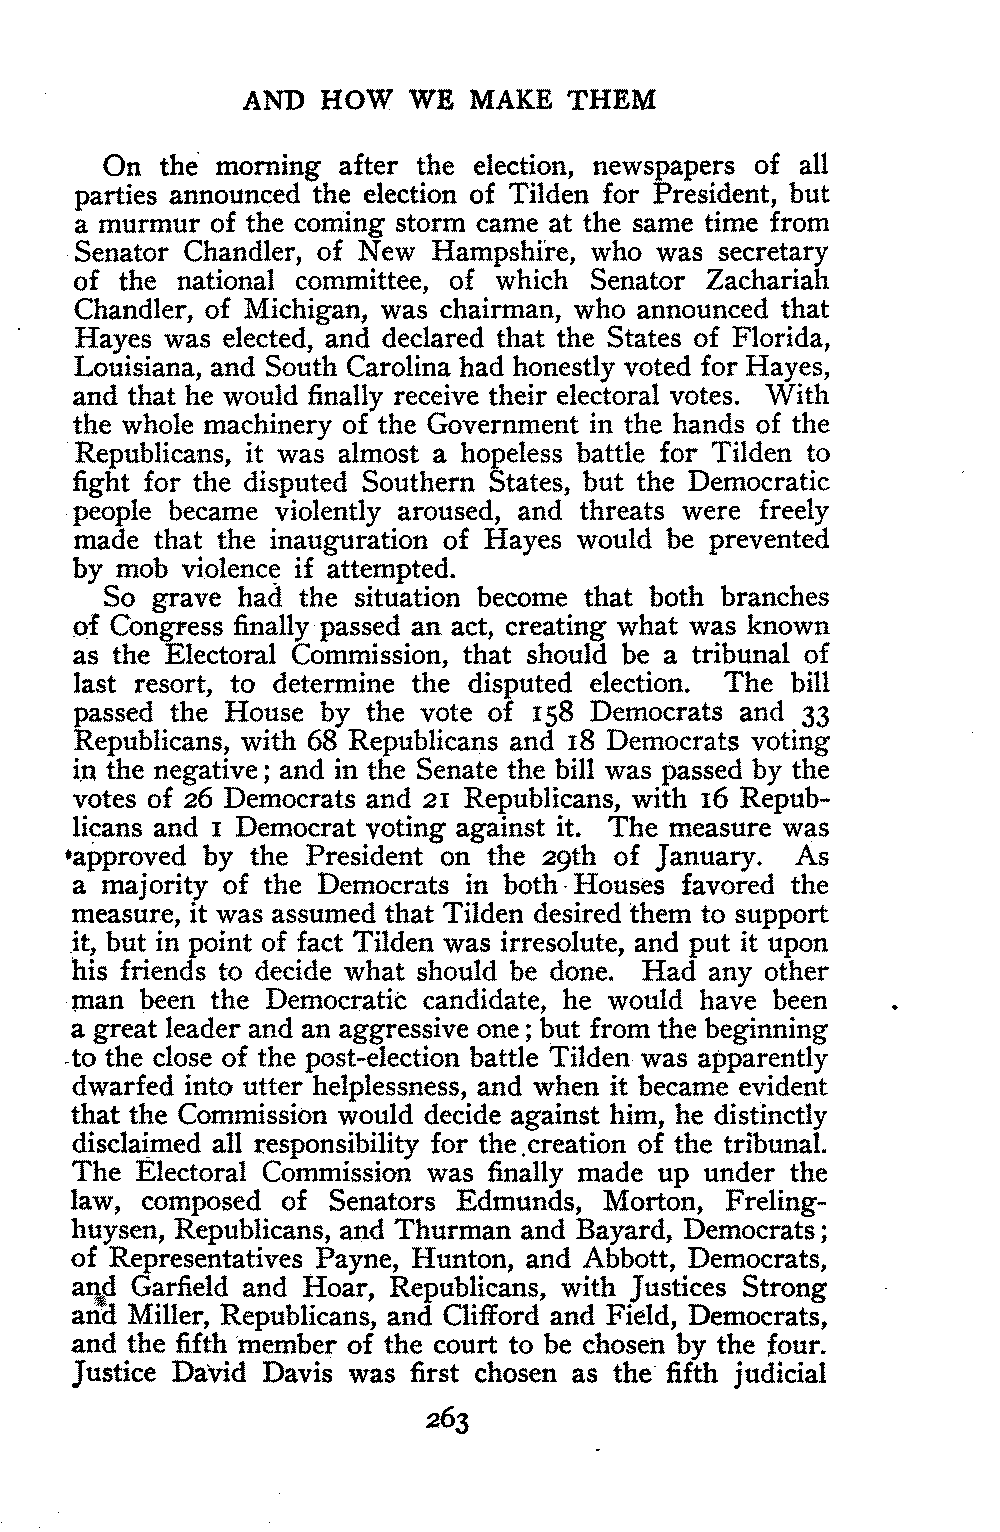 AND HOW WE MAKE THEM
On the morning after the election, newspapers of all
parties announced the election of Tilden for President, but
a murmur of the coming storm came at the same time from
Senator Chandler, of New Hampshire, who was secretary
of the national committee, of which Senator Zachariah
Chandler, of Michigan, was chairman, who announced that
Hayes was elected, and declared that the States of Florida,
Louisiana, and South Carolina had honestly voted for Hayes,
and that he would finally receive their electoral votes. With
the whole machinery of the Government in the hands of the
Republicans, it was almost a hopeless battle for Tilden to
fight for the disputed Southern States, but the Democratic
people became violently aroused, and threats were freely
made that the inauguration of Hayes would be prevented
by mob violence if attempted.
So grave had the situation become that both branches
of Congress finally passed an act, creating what was known
as the Electoral Commission, that should be a tribunal of
last resort, to determine the disputed election. The bill
passed the House by the vote of 158 Democrats and 33
Republicans, with 68 Republicans and 18 Democrats voting
in the negative; and in the Senate the bill was passed by the
votes of 26 Democrats and 21 Republicans, with 16 Repub-
licans and 1 Democrat voting against it. The measure was
approved by the President on the 29th of January. As
a majority of the Democrats in both Houses favored the
measure, it was assumed that Tilden desired them to support
it, but in point of fact Tilden was irresolute, and put it upon
his friends to decide what should be done. Had any other
man been the Democratic candidate, he would have been
a great leader and an aggressive one; but from the beginning
to the close of the post-election battle Tilden was apparently
dwarfed into utter helplessness, and when it became evident
that the Commission would decide against him, he distinctly
disclaimed all responsibility for the creation of the tribunal.
The Electoral Commission was finally made up under the
law, composed of Senators Edmunds, Morton, Freling-
huysen, Republicans, and Thurman and Bayard, Democrats;
of Representatives Payne, Hunton, and Abbott, Democrats,
and Garfield and Hoar, Republicans, with Justices Strong
and Miller, Republicans, and Clifford and Field, Democrats,
and the fifth member of the court to be chosen by the four.
Justice David Davis was first chosen as the fifth judicial
263